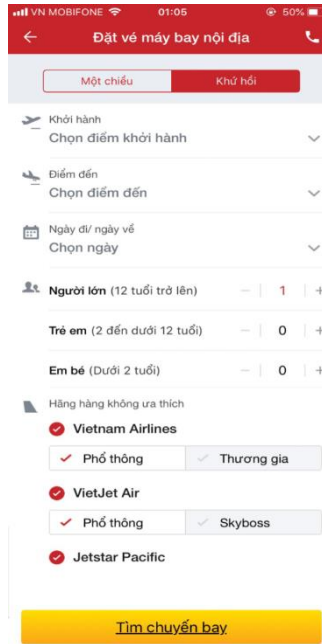 VN MOBIFONE 01:05 50%
Đặt vé máy bay nội địa
Một chiều Khứ hồi
Khởi hành
Chọn điểm khởi hành
Điểm đến
Chọn điểm đến
Ngày đi/ ngày về
Chọn ngày
Người lớn (12 tuổi trở lên) − 1 +
Trẻ em (2 đến dưới 12 tuổi) − 0 +
Em bé (Dưới 2 tuổi) − 0 +
Hãng hàng không ưa thích
Vietnam Airlines
Phổ thông Thương gia
VietJet Air
Phổ thông Skyboss
Jetstar Pacific
Tìm chuyến bay